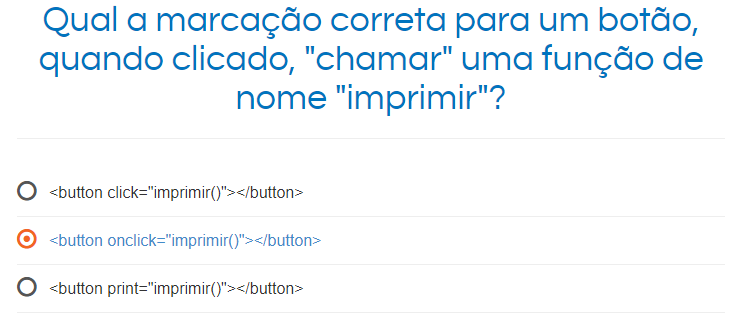 Qual a marcação correta para um botão,
quando clicado, "chamar" uma função de
nome "imprimir"?
<button click="imprimir()"></button>
<button onclick="imprimir()"></button>
<button print="imprimir()"></button>